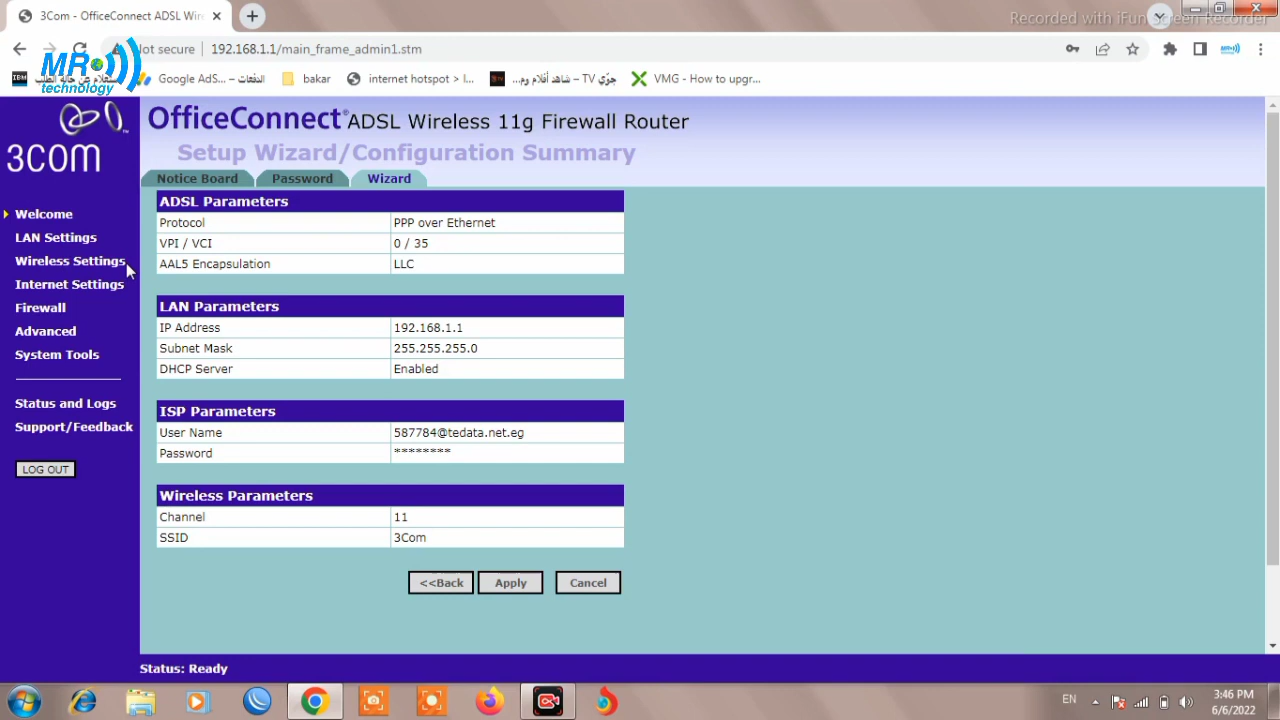 3Com - OfficeConnect ADSL Wire
Recorded with iFun Screen Recorder
Not secure
192.168.1.1/main_frame_admin1.stm
MR technology
IBM
ستعلام عن حالة الطلب
Google AdS... – الدفعات
bakar
internet hotspot > I...
جوّي TV – شاهد أفلام وم...
VMG - How to upgr...
3COM
OfficeConnect® ADSL Wireless 11g Firewall Router
Setup Wizard/Configuration Summary
Notice Board
Password
Wizard
Welcome
LAN Settings
Wireless Settings
Internet Settings
Firewall
Advanced
System Tools
Status and Logs
Support/Feedback
LOG OUT
ADSL Parameters
Protocol PPP over Ethernet
VPI / VCI 0 / 35
AAL5 Encapsulation LLC
LAN Parameters
IP Address 192.168.1.1
Subnet Mask 255.255.255.0
DHCP Server Enabled
ISP Parameters
User Name 587784@tedata.net.eg
Password ********
Wireless Parameters
Channel 11
SSID 3Com
<<Back
Apply
Cancel
Status: Ready
EN
3:46 PM
6/6/2022